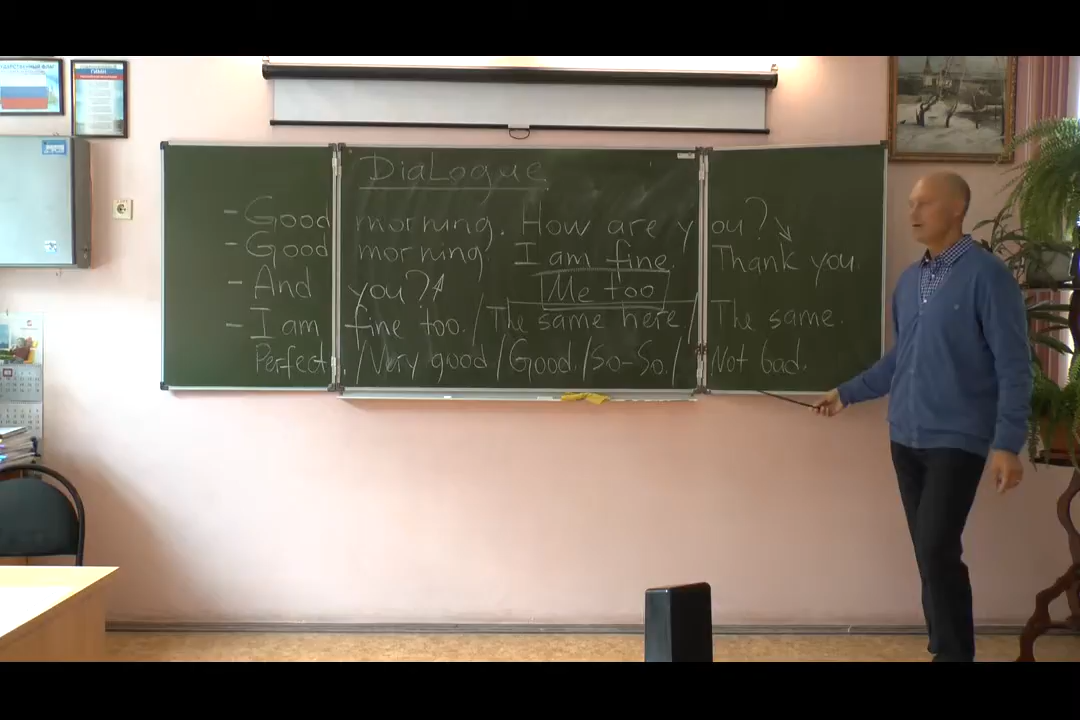 ГИМН
Dialogue
- Good morning. How are you? ↘
- Good morning. I am fine. Thank you.
- And you? ↗ Me too
- I am fine too. / The same here. / The same.
Perfect. / Very good / Good. / So-So. / Not bad.